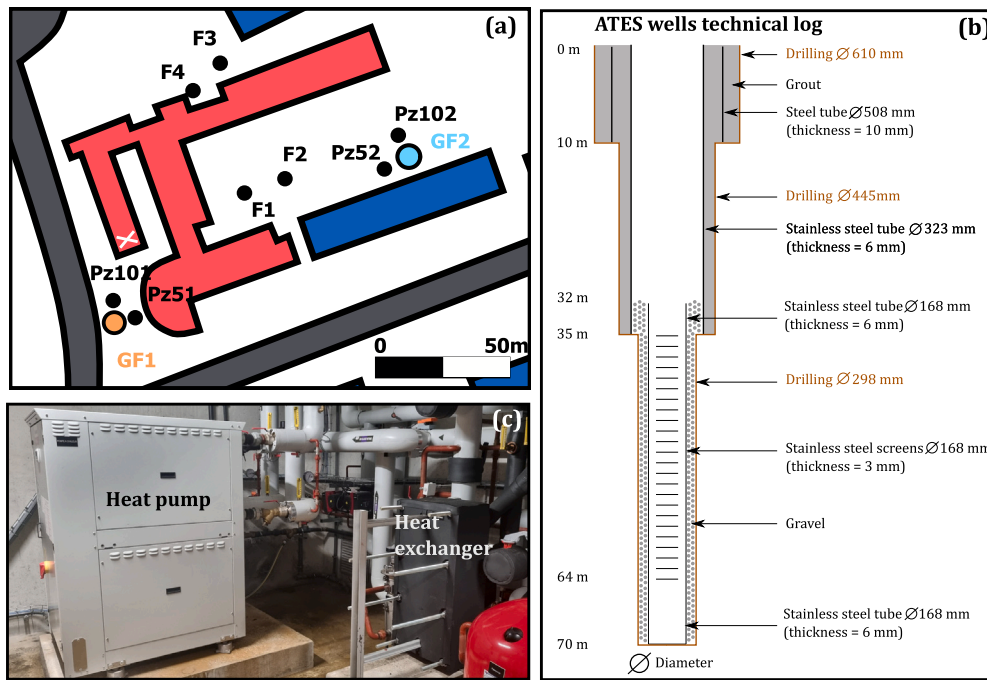 (a)
F3
F4
Pz102
GF2
Pz52
F2
F1
Pz101
Pz51
GF1
0
50m
ATES wells technical log
(b)
0 m
Drilling ∅ 610 mm
Grout
Steel tube ∅ 508 mm
(thickness = 10 mm)
10 m
Drilling ∅ 445mm
Stainless steel tube ∅ 323 mm
(thickness = 6 mm)
32 m
Stainless steel tube ∅ 168 mm
(thickness = 6 mm)
35 m
Drilling ∅ 298 mm
Stainless steel screens ∅ 168 mm
(thickness = 3 mm)
Gravel
64 m
Stainless steel tube ∅ 168 mm
(thickness = 6 mm)
70 m
∅ Diameter
(c)
Heat pump
Heat
exchanger